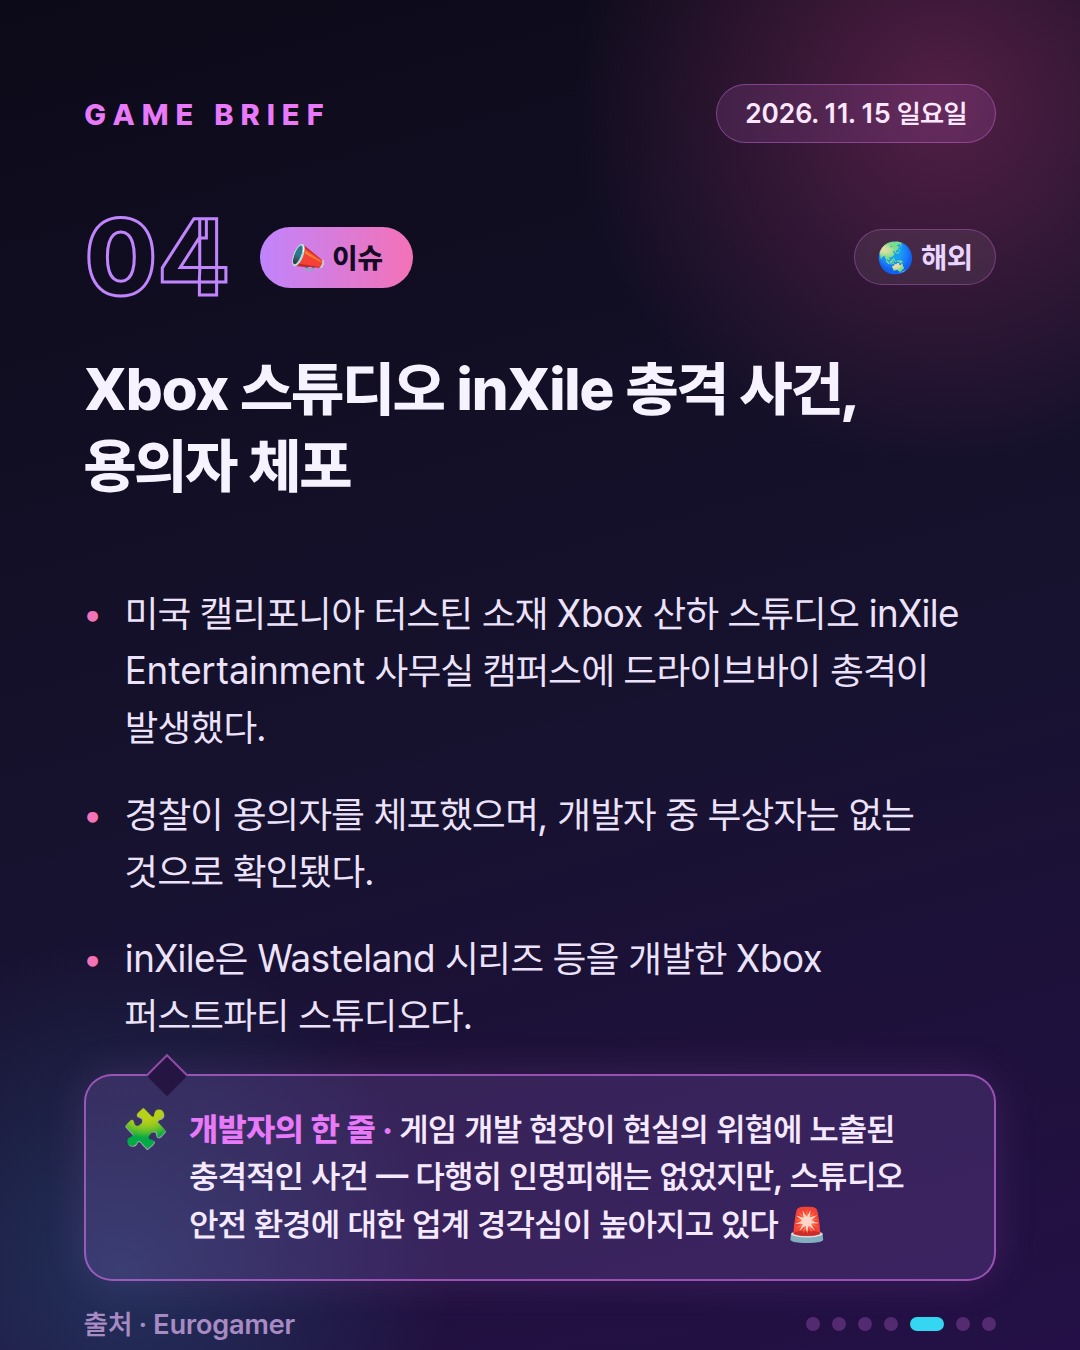 GAME BRIEF
2026. 11. 15 일요일
04
📣 이슈
🌏 해외
Xbox 스튜디오 inXile 총격 사건,
용의자 체포
• 미국 캘리포니아 터스틴 소재 Xbox 산하 스튜디오 inXile
Entertainment 사무실 캠퍼스에 드라이브바이 총격이
발생했다.
• 경찰이 용의자를 체포했으며, 개발자 중 부상자는 없는
것으로 확인됐다.
• inXile은 Wasteland 시리즈 등을 개발한 Xbox
퍼스트파티 스튜디오다.
🧩 개발자의 한 줄 · 게임 개발 현장이 현실의 위협에 노출된
충격적인 사건 — 다행히 인명피해는 없었지만, 스튜디오
안전 환경에 대한 업계 경각심이 높아지고 있다 🚨
출처 · Eurogamer